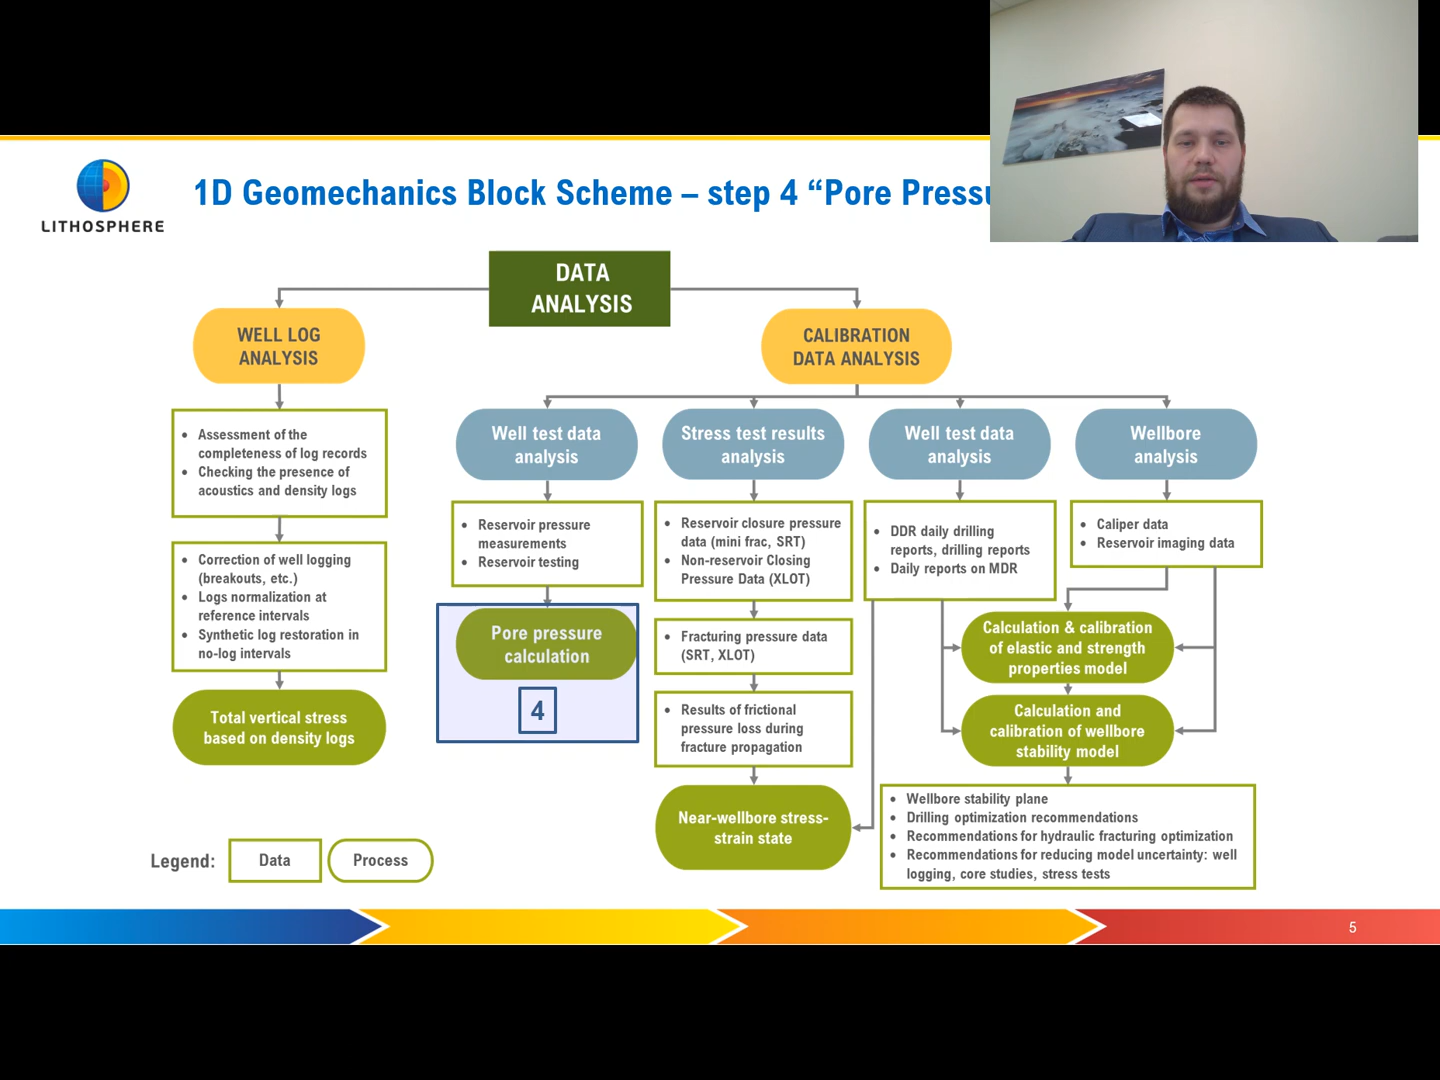 LITHOSPHERE
1D Geomechanics Block Scheme – step 4 “Pore
DATA
ANALYSIS
WELL LOG
ANALYSIS
CALIBRATION
DATA ANALYSIS
• Assessment of the
completeness of log records
• Checking the presence of
acoustics and density logs
• Correction of well logging
(breakouts, etc.)
• Logs normalization at
reference intervals
• Synthetic log restoration in
no-log intervals
Total vertical stress
based on density logs
Well test data
analysis
• Reservoir pressure
measurements
• Reservoir testing
Pore pressure
calculation
4
Stress test results
analysis
• Reservoir closure pressure
data (mini frac, SRT)
• Non-reservoir Closing
Pressure Data (XLOT)
• Fracturing pressure data
(SRT, XLOT)
• Results of frictional
pressure loss during
fracture propagation
Near-wellbore stress-
strain state
Well test data
analysis
• DDR daily drilling
reports, drilling reports
• Daily reports on MDR
Wellbore
analysis
• Caliper data
• Reservoir imaging data
Calculation & calibration
of elastic and strength
properties model
Calculation and
calibration of wellbore
stability model
• Wellbore stability plane
• Drilling optimization recommendations
• Recommendations for hydraulic fracturing optimization
• Recommendations for reducing model uncertainty: well
logging, core studies, stress tests
Legend:
Data
Process
5